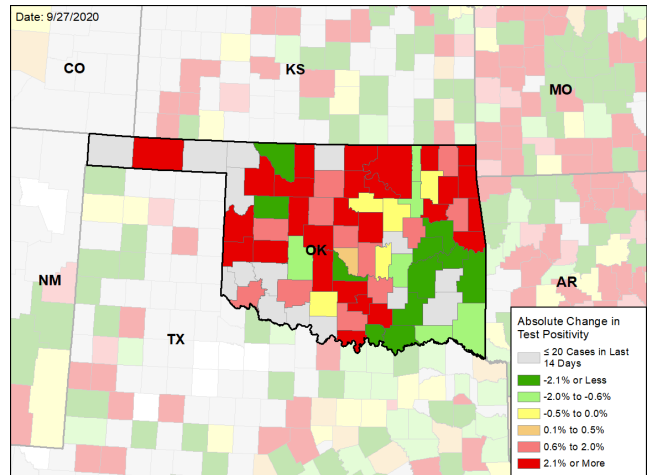 Date: 9/27/2020
CO
KS
MO
OK
NM
AR
TX
Absolute Change in
Test Positivity
≤ 20 Cases in Last
14 Days
-2.1% or Less
-2.0% to -0.6%
-0.5% to 0.0%
0.1% to 0.5%
0.6% to 2.0%
2.1% or More